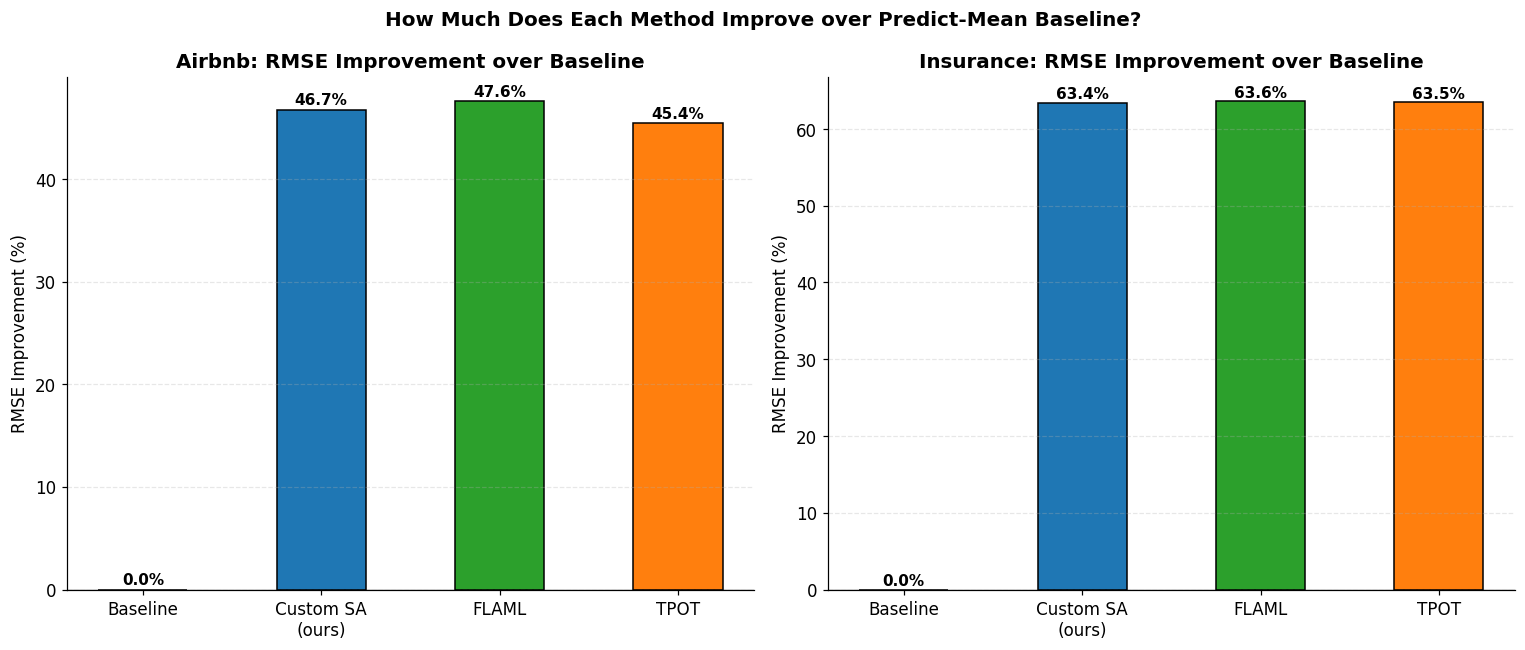 How Much Does Each Method Improve over Predict-Mean Baseline?
Airbnb: RMSE Improvement over Baseline
RMSE Improvement (%)
40
30
20
10
0
0.0%
46.7%
47.6%
45.4%
Baseline
Custom SA
(ours)
FLAML
TPOT
Insurance: RMSE Improvement over Baseline
RMSE Improvement (%)
60
50
40
30
20
10
0
0.0%
63.4%
63.6%
63.5%
Baseline
Custom SA
(ours)
FLAML
TPOT